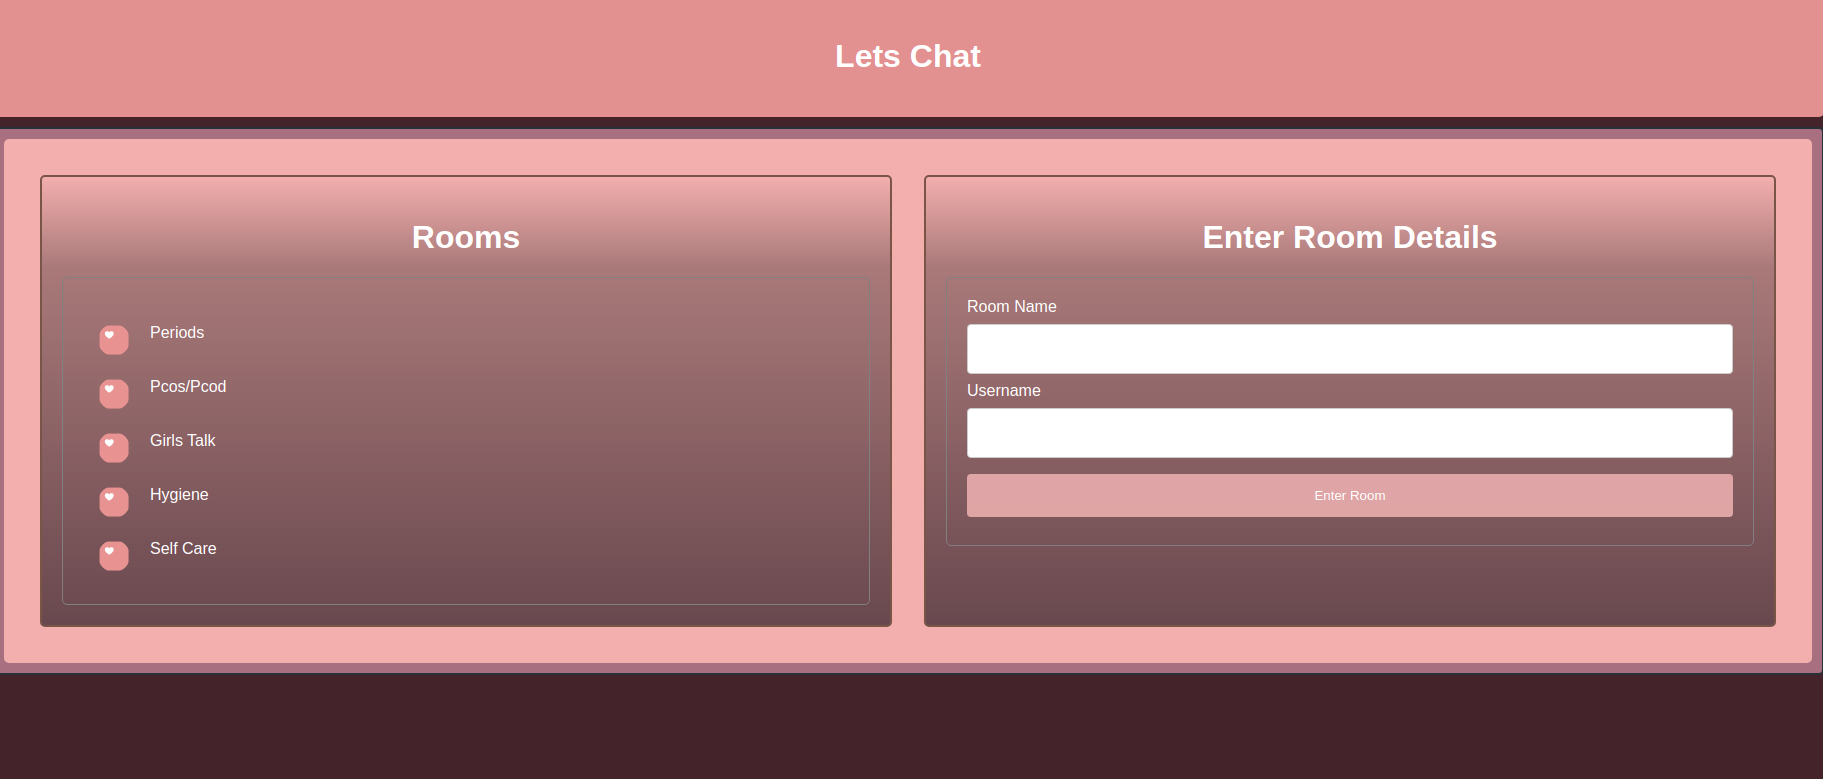 Lets Chat
Rooms
Periods
Pcos/Pcod
Girls Talk
Hygiene
Self Care
Enter Room Details
Room Name
Username
Enter Room